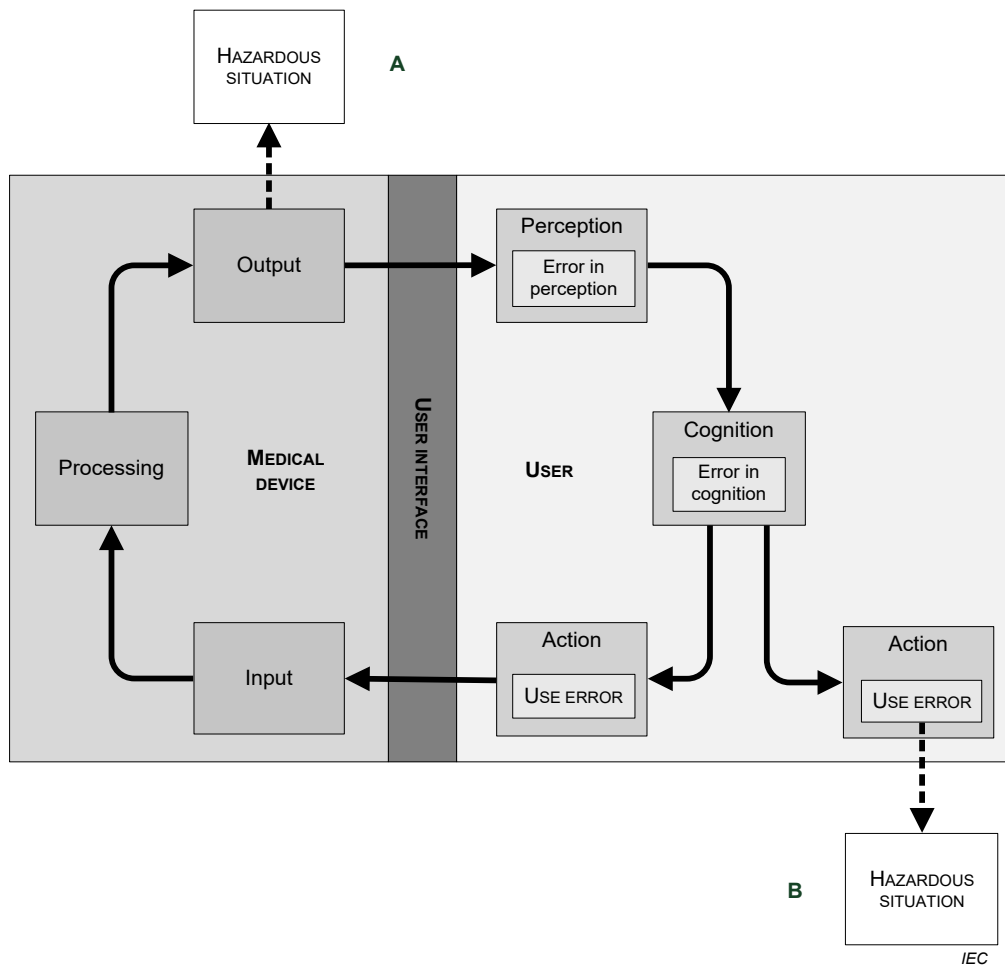 HAZARDOUS
SITUATION
A
Output
Perception
Error in
perception
Processing
MEDICAL
DEVICE
USER INTERFACE
USER
Cognition
Error in
cognition
Input
Action
USE ERROR
Action
USE ERROR
B
HAZARDOUS
SITUATION
IEC